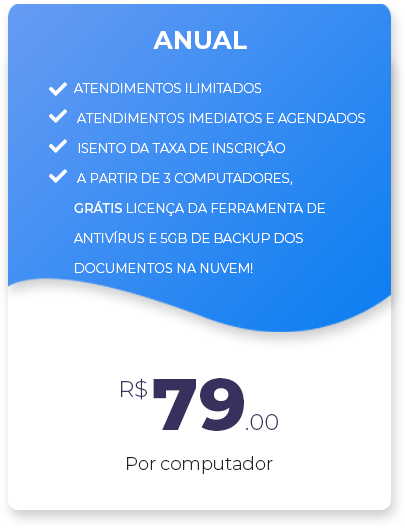 ANUAL
ATENDIMENTOS ILIMITADOS
ATENDIMENTOS IMEDIATOS E AGENDADOS
ISENTO DA TAXA DE INSCRIÇÃO
A PARTIR DE 3 COMPUTADORES,
GRÁTIS LICENÇA DA FERRAMENTA DE
ANTIVÍRUS E 5GB DE BACKUP DOS
DOCUMENTOS NA NUVEM!
R$79.00
Por computador